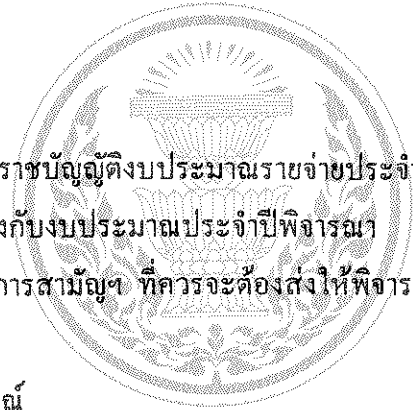 ราชบัญญัติงบประมาณรายจ่ายประจำ
งกับงบประมาณประจำปีพิจารณา
การสามัญฯ ที่ควรจะต้องส่งให้พิจาร
ณ์